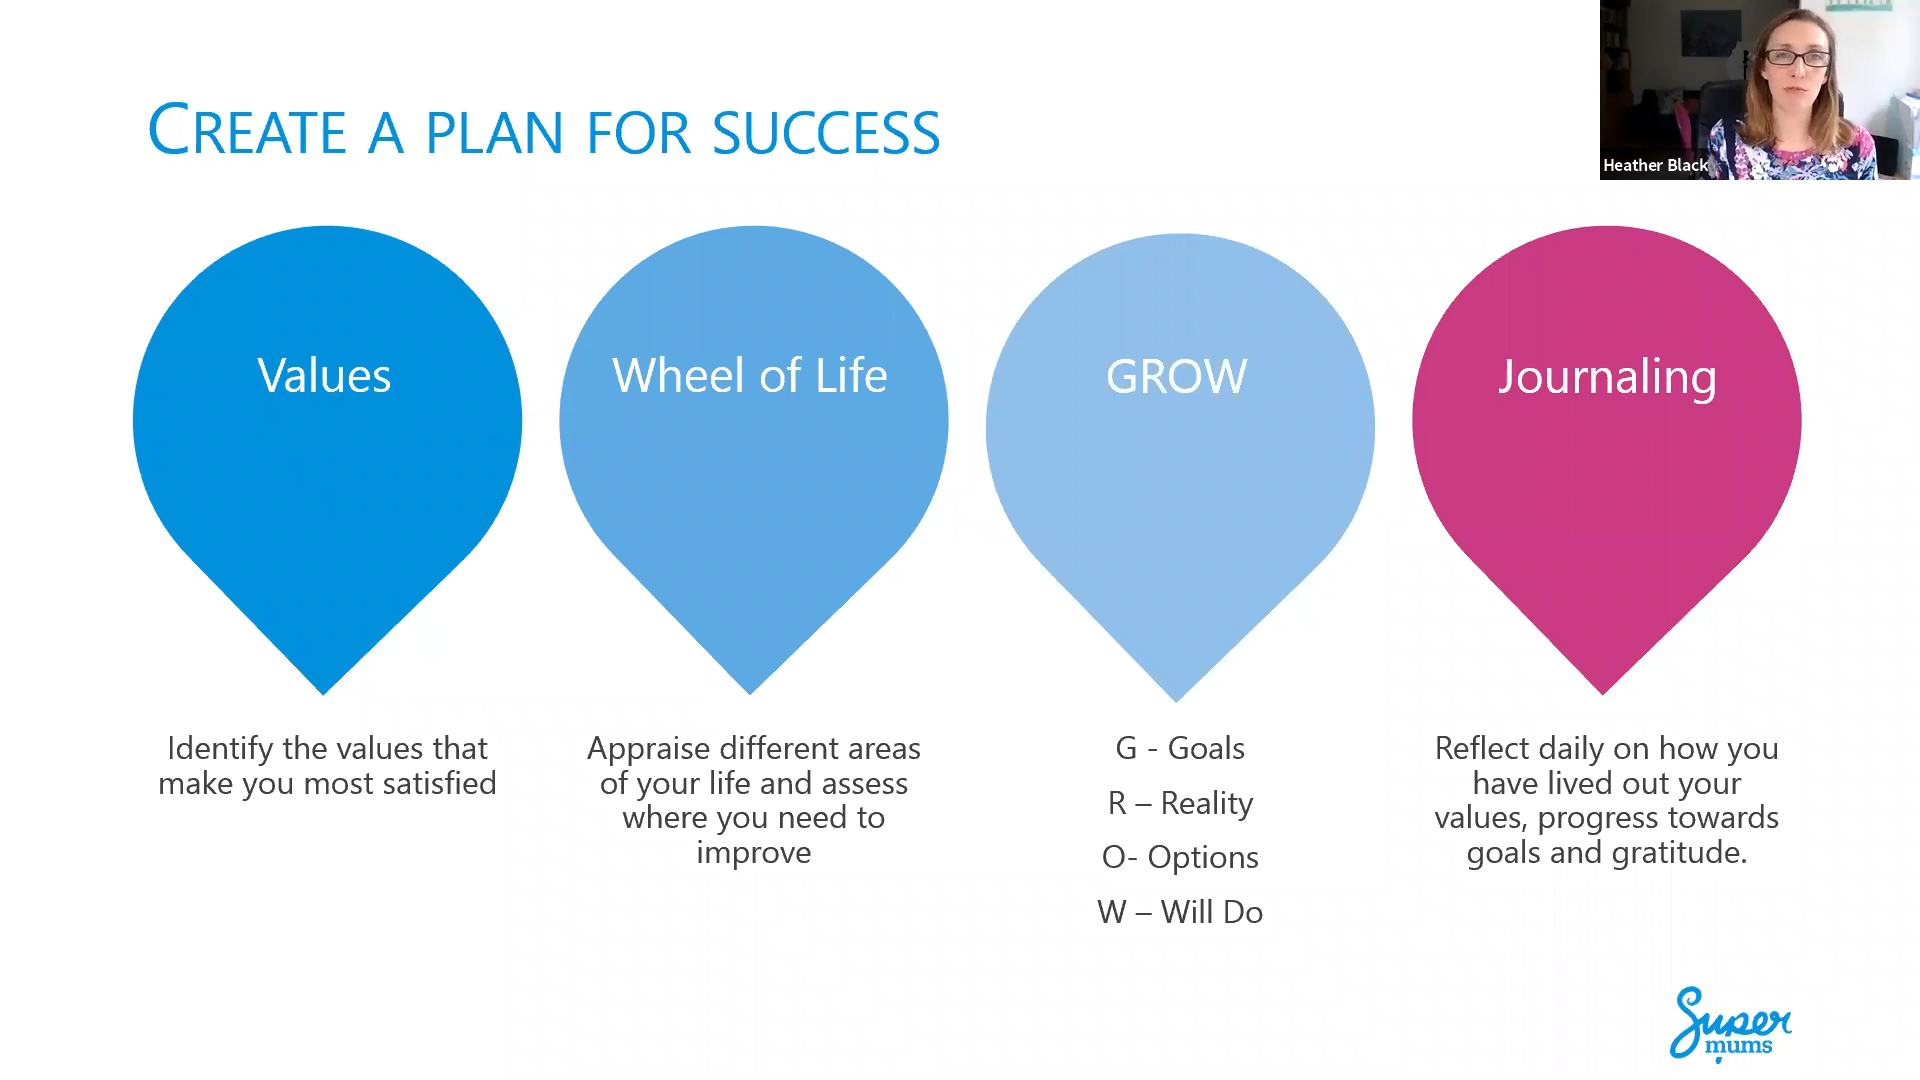 CREATE A PLAN FOR SUCCESS
Heather Black
Values
Wheel of Life
GROW
Journaling
Identify the values that
make you most satisfied
Appraise different areas
of your life and assess
where you need to
improve
G - Goals
R – Reality
O- Options
W – Will Do
Reflect daily on how you
have lived out your
values, progress towards
goals and gratitude.
Super
mums